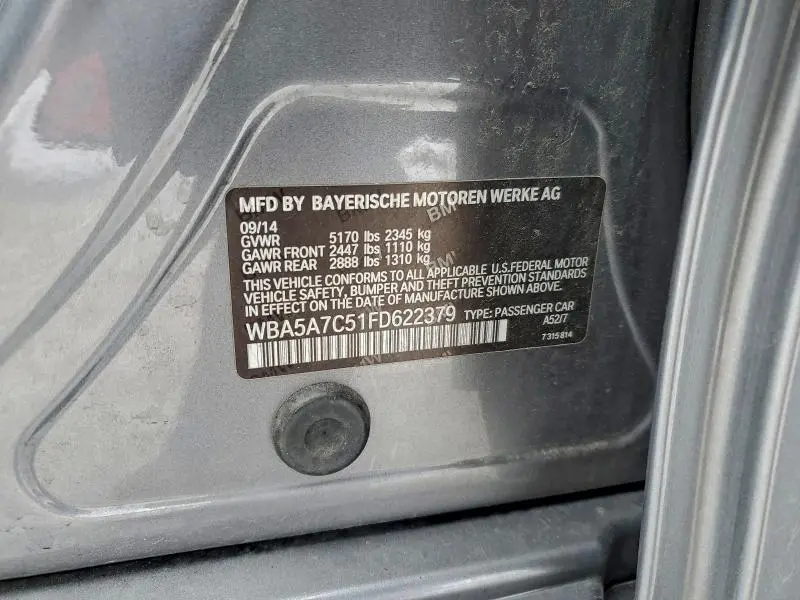 MFD BY BAYERISCHE MOTOREN WERKE AG
09/14
GVWR 5170 lbs 2345 kg
GAWR FRONT 2447 lbs 1110 kg
GAWR REAR 2888 lbs 1310 kg
THIS VEHICLE CONFORMS TO ALL APPLICABLE U.S.FEDERAL MOTOR
VEHICLE SAFETY, BUMPER AND THEFT PREVENTION STANDARDS
IN EFFECT ON THE DATE OF MANUFACTURE SHOWN ABOVE.
WBA5A7C51FD622379 TYPE: PASSENGER CAR
A52/7
7 315 814